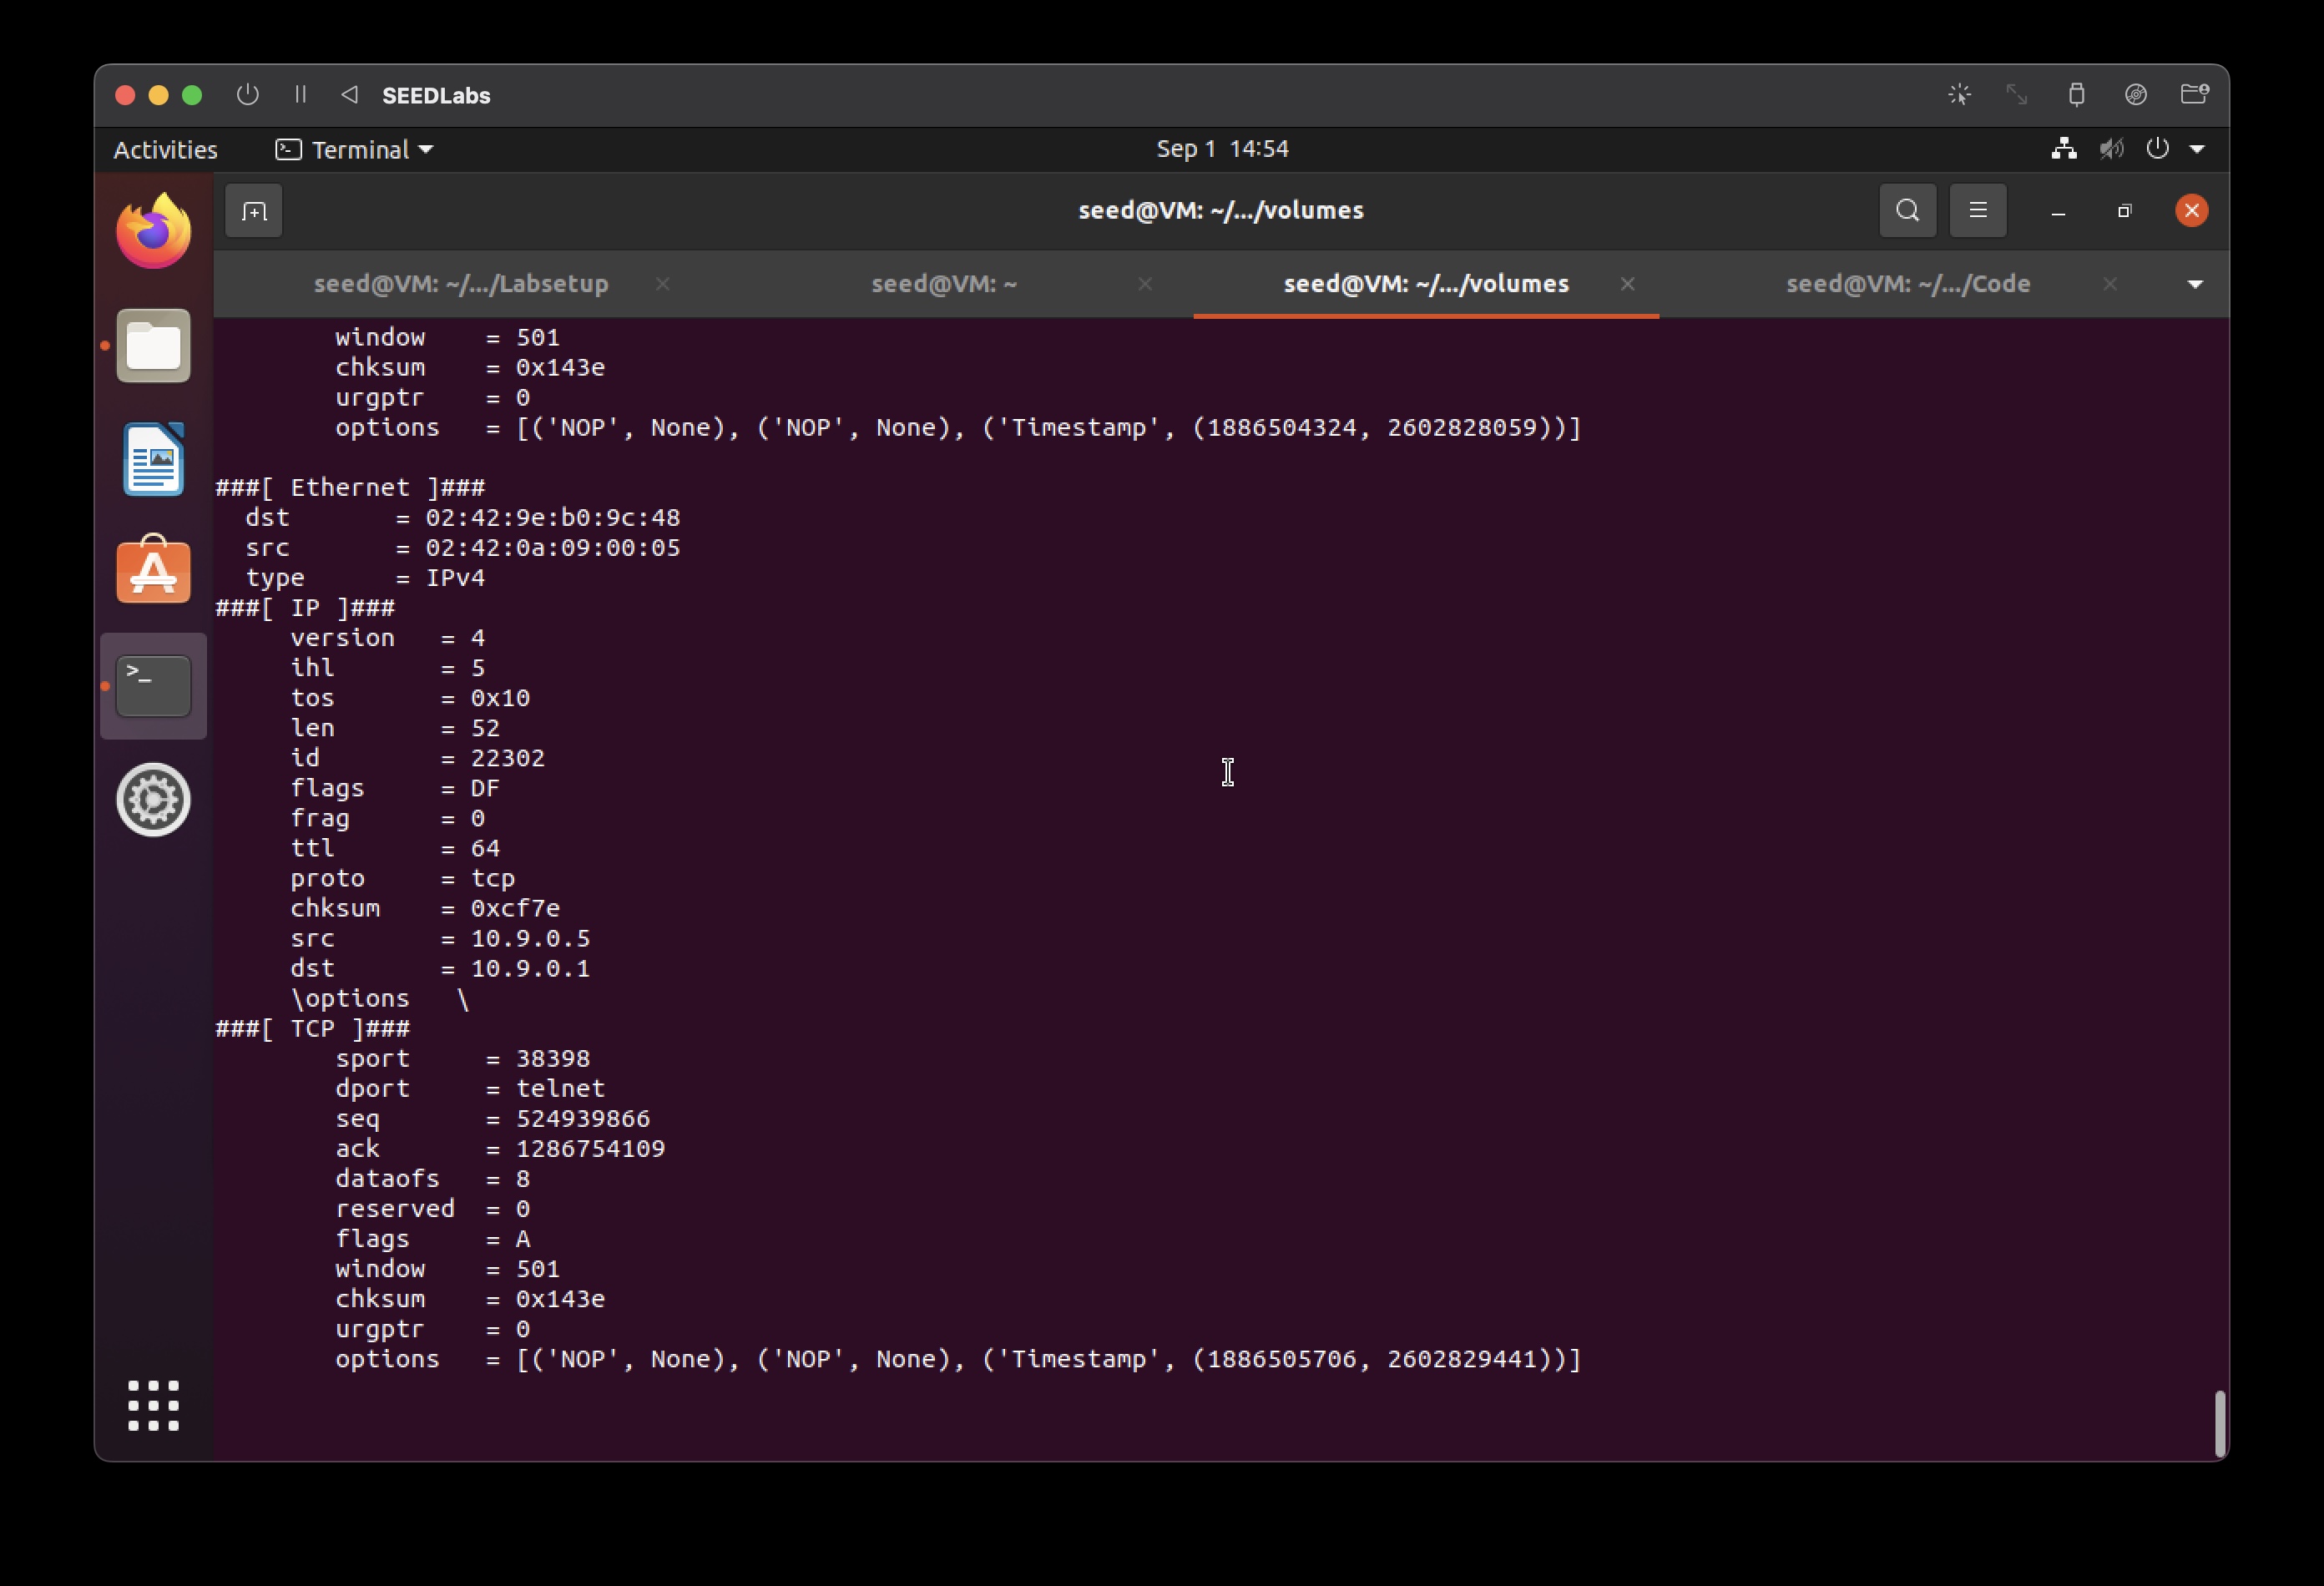 SEEDLabs
Activities Terminal Sep 1 14:54
seed@VM: ~/.../volumes
seed@VM: ~/.../Labsetup seed@VM: ~ seed@VM: ~/.../volumes seed@VM: ~/.../Code
window = 501
chksum = 0x143e
urgptr = 0
options = [('NOP', None), ('NOP', None), ('Timestamp', (1886504324, 2602828059))]
###[ Ethernet ]###
dst = 02:42:9e:b0:9c:48
src = 02:42:0a:09:00:05
type = IPv4
###[ IP ]###
version = 4
ihl = 5
tos = 0x10
len = 52
id = 22302
flags = DF
frag = 0
ttl = 64
proto = tcp
chksum = 0xcf7e
src = 10.9.0.5
dst = 10.9.0.1
\options \
###[ TCP ]###
sport = 38398
dport = telnet
seq = 524939866
ack = 1286754109
dataofs = 8
reserved = 0
flags = A
window = 501
chksum = 0x143e
urgptr = 0
options = [('NOP', None), ('NOP', None), ('Timestamp', (1886505706, 2602829441))]